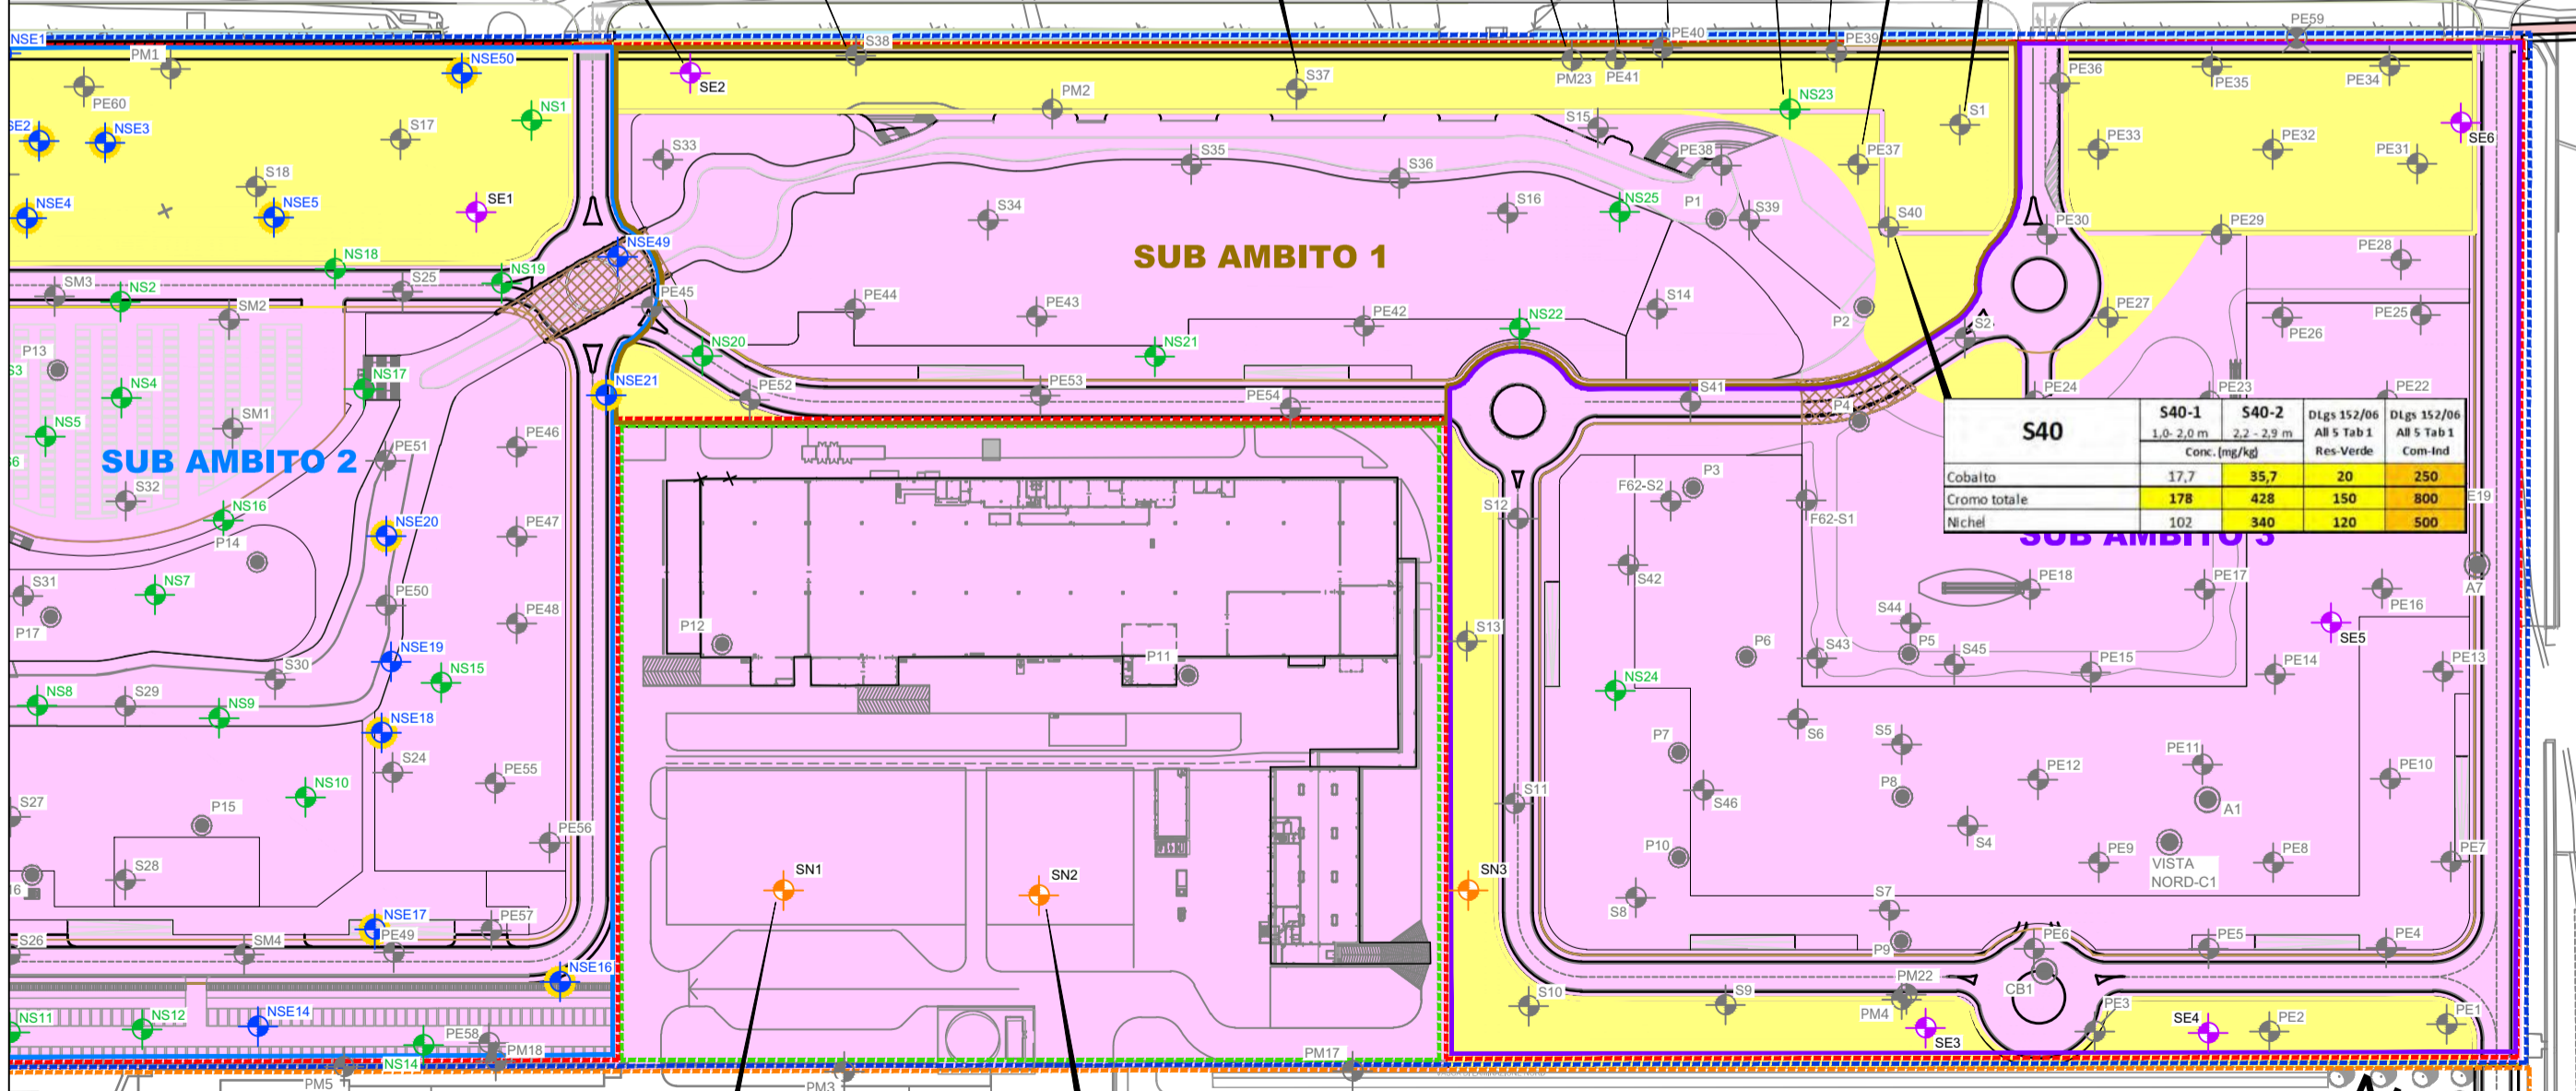 NSE1
PM1
PE60
NSE50
NS1
SE2
NSE3
S17
S18
NSE4
NSE5
SE1
NS18
NS19
S25
SM3
NS2
SM2
SE2
S38
PM2
S37
PM23
PE41
PE40
PE39
NS23
S1
S15
PE38
PE37
S33
S35
S36
S34
S16
NS25
P1
S39
S40
SUB AMBITO 1
NSE49
PE45
PE44
PE43
PE42
NS22
S14
P2
S2
NS20
NS21
NSE21
PE52
PE53
PE54
S41
P4
PE59
PE36
PE35
PE34
SE6
PE33
PE32
PE31
PE30
PE29
PE28
PE27
PE26
PE25
PE24
PE23
PE22
P13
S3
NS4
NS17
NS5
SM1
PE46
PE51
SUB AMBITO 2
S6
S32
NS16
NSE20
PE47
P14
S31
NS7
PE50
PE48
P17
NSE19
S30
NS15
NS8
S29
NS9
NSE18
S24
PE55
NS10
S27
P15
PE56
S28
16
NSE17
PE57
S26
SM4
PE49
NSE16
NS11
NS12
NSE14
PE58
NS14
PM18
PM5
P12
P11
SN1
SN2
PM3
PM17
S40
S40-1
S40-2
DLgs 152/06
DLgs 152/06
1,0- 2,0 m
2,2 - 2,9 m
All 5 Tab 1
All 5 Tab 1
Conc. (mg/kg)
Res-Verde
Com-Ind
Cobalto 17,7 35,7 20 250
Cromo totale 178 428 150 800
Nichel 102 340 120 500
E19
SUB AMBITO 3
P3
F62-S2
F62-S1
S12
S42
S13
P6
S43
S44
P5
S45
PE18
PE17
PE16
A7
SE5
PE15
PE14
PE13
NS24
S6
S5
P7
S46
PE12
PE11
PE10
P8
A1
S11
S4
P10
PE9
VISTA
NORD-C1
PE8
PE7
SN3
S8
S7
P9
PE6
PE5
PE4
PM22
CB1
S10
S9
PM4
SE3
PE3
SE4
PE2
PE1